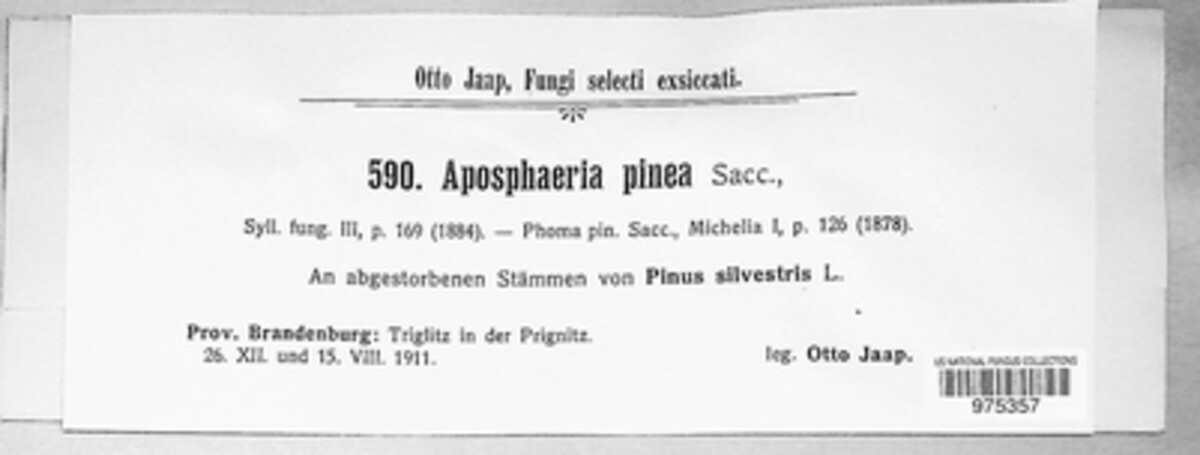 Otto Jaap, Fungi selecti exsiccati.
590. Aposphaeria pinea Sacc.,
Syll. fung. III, p. 169 (1884). — Phoma pin. Sacc., Michelia I, p. 126 (1878).
An abgestorbenen Stämmen von Pinus silvestris L.
Prov. Brandenburg: Triglitz in der Prignitz.
26. XII. und 15. VIII. 1911.
leg. Otto Jaap.
US NATIONAL FUNGUS COLLECTIONS
975357